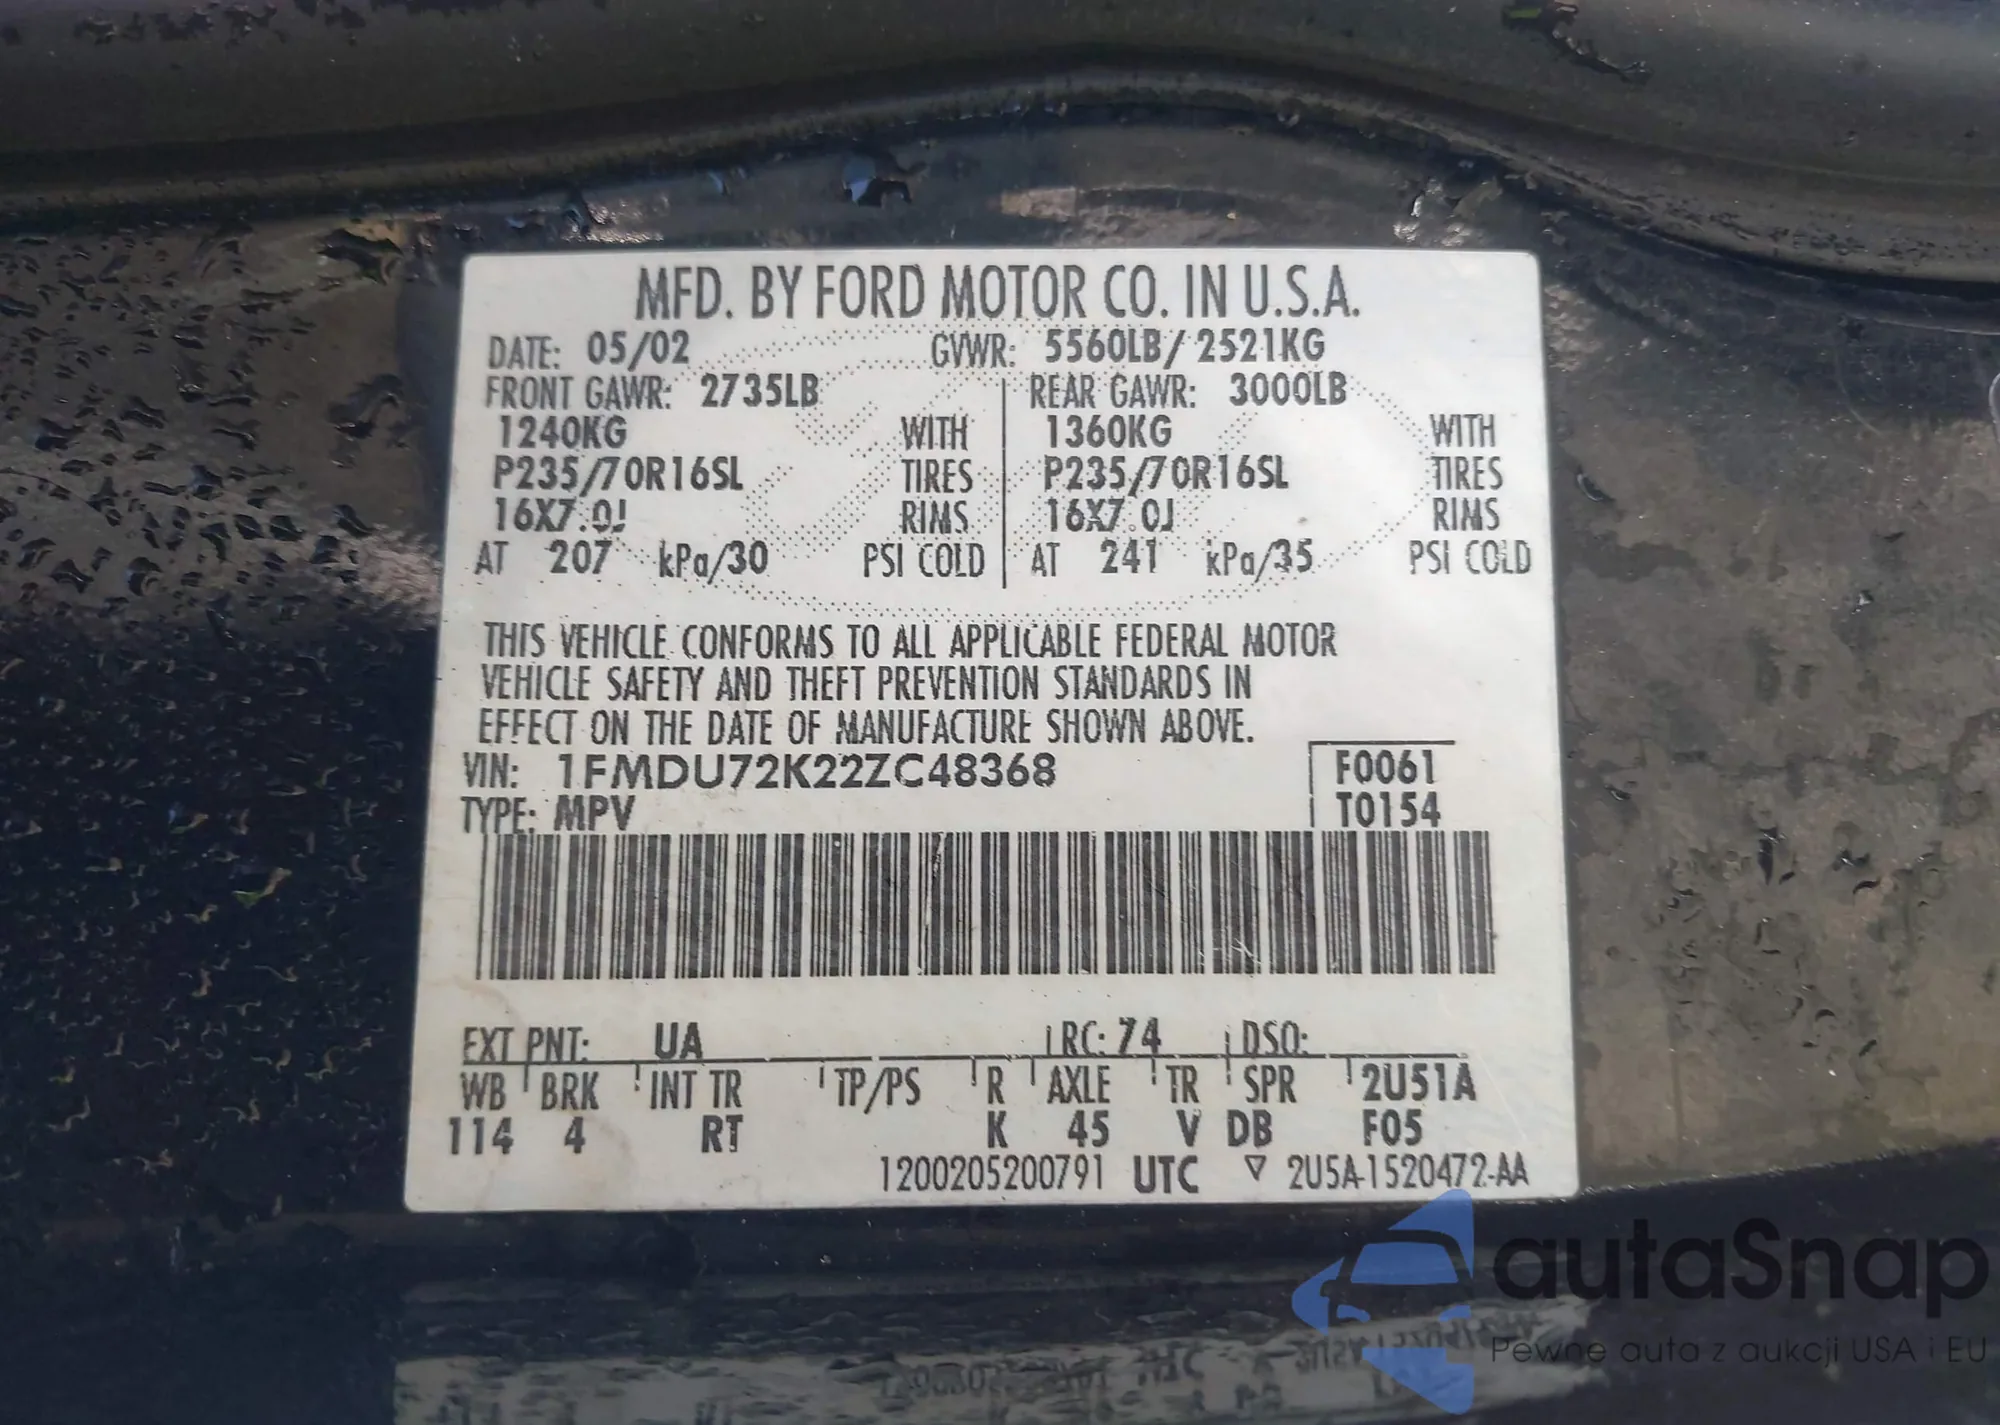 MFD. BY FORD MOTOR CO. IN U.S.A.
DATE: 05/02 GVWR: 5560LB/2521KG
FRONT GAWR: 2735LB REAR GAWR: 3000LB
1240KG WITH 1360KG WITH
P235/70R16SL TIRES P235/70R16SL TIRES
16X7.0J RIMS 16X7.0J RIMS
AT 207 kPa/30 PSI COLD AT 241 kPa/35 PSI COLD
THIS VEHICLE CONFORMS TO ALL APPLICABLE FEDERAL MOTOR
VEHICLE SAFETY AND THEFT PREVENTION STANDARDS IN
EFFECT ON THE DATE OF MANUFACTURE SHOWN ABOVE.
VIN: 1FMDU72K22ZC48368 F0061
TYPE: MPV T0154
EXT PNT: UA RC: 74 DSO:
WB BRK INT TR TP/PS R AXLE TR SPR 2U51A
114 4 RT K 45 V DB F05
1200205200791 UTC ▽ 2U5A-1520472-AA
autaSnap
Pewne auto z aukcji USA i EU